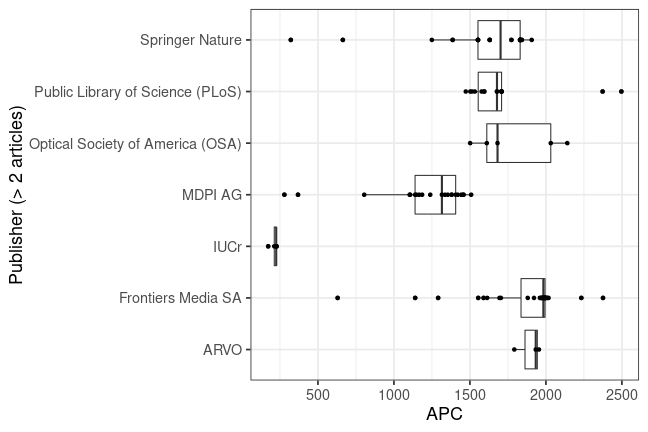 Publisher (> 2 articles)
Springer Nature
Public Library of Science (PLoS)
Optical Society of America (OSA)
MDPI AG
IUCr
Frontiers Media SA
ARVO
500 1000 1500 2000 2500
APC